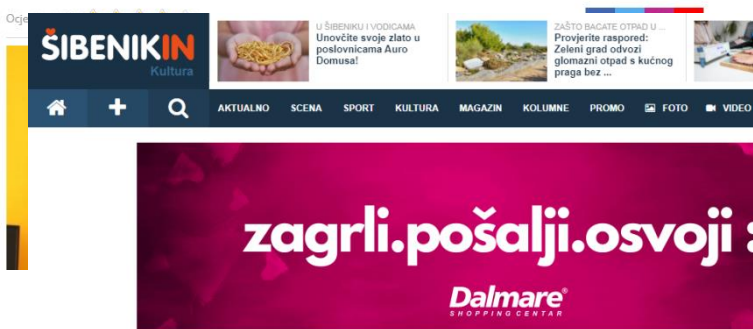 Ocje
ŠIBENIKIN
Kultura
U ŠIBENIKU I VODICAMA
Unovčite svoje zlato u
poslovnicama Auro
Domusa!
ZAŠTO BACATE OTPAD U ...
Provjerite raspored:
Zeleni grad odvozi
glomazni otpad s kućnog
praga bez ...
AKTUALNO SCENA SPORT KULTURA MAGAZIN KOLUMNE PROMO FOTO VIDEO
zagrli.pošalji.osvoji :
Dalmare®
SHOPPING CENTAR